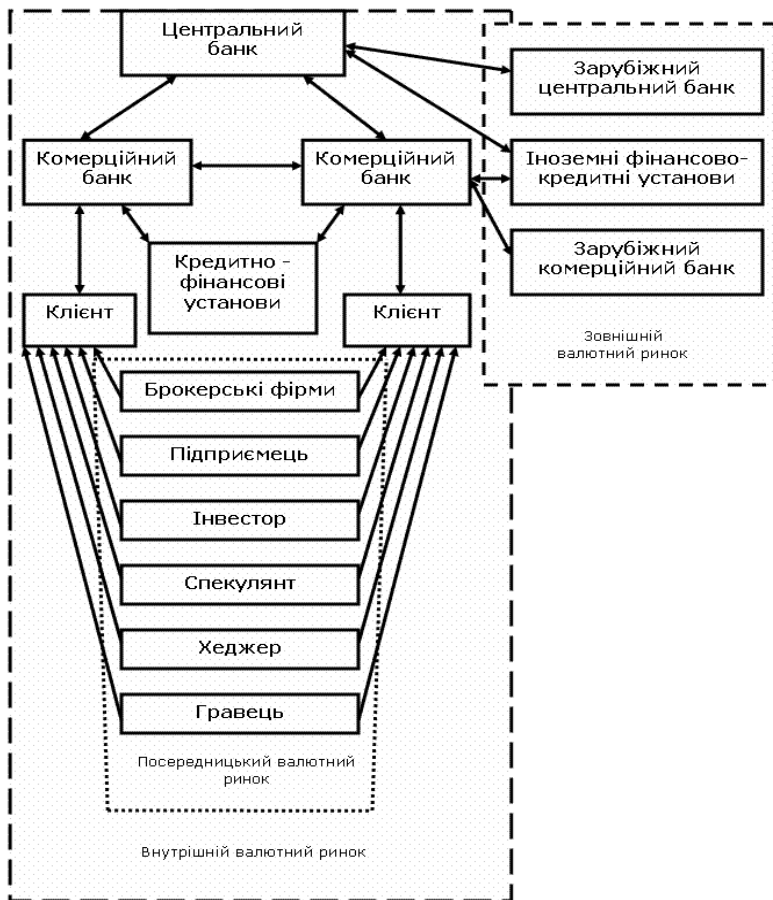 Центральний
банк
Зарубіжний
центральний банк
Комерційний
банк
Комерційний
банк
Іноземні фінансово-
кредитні установи
Кредитно -
фінансові
установи
Зарубіжний
комерційний банк
Клієнт
Клієнт
Зовнішній
валютний ринок
Брокерські фірми
Підприємець
Інвестор
Спекулянт
Хеджер
Гравець
Посередницький валютний
ринок
Внутрішній валютний ринок